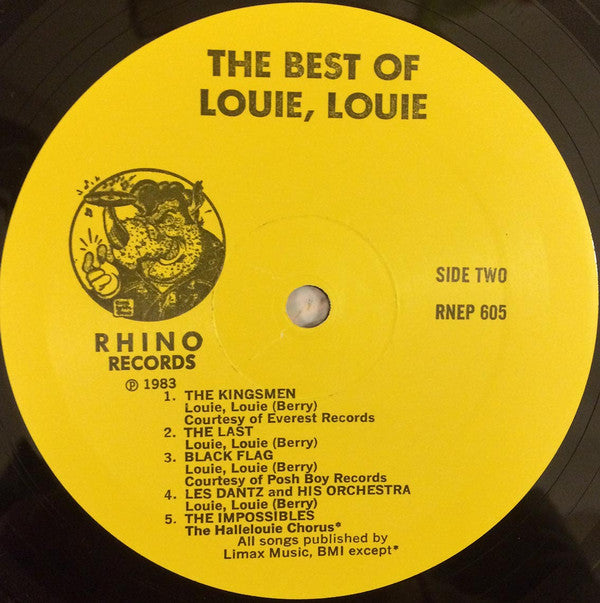 THE BEST OF
LOUIE, LOUIE
SIDE TWO
RNEP 605
RHINO
RECORDS
℗ 1983
1. THE KINGSMEN
Louie, Louie (Berry)
Courtesy of Everest Records
2. THE LAST
Louie, Louie (Berry)
3. BLACK FLAG
Louie, Louie (Berry)
Courtesy of Posh Boy Records
4. LES DANTZ and HIS ORCHESTRA
Louie, Louie (Berry)
5. THE IMPOSSIBLES
The Hallelouie Chorus*
All songs published by
Limax Music, BMI except*